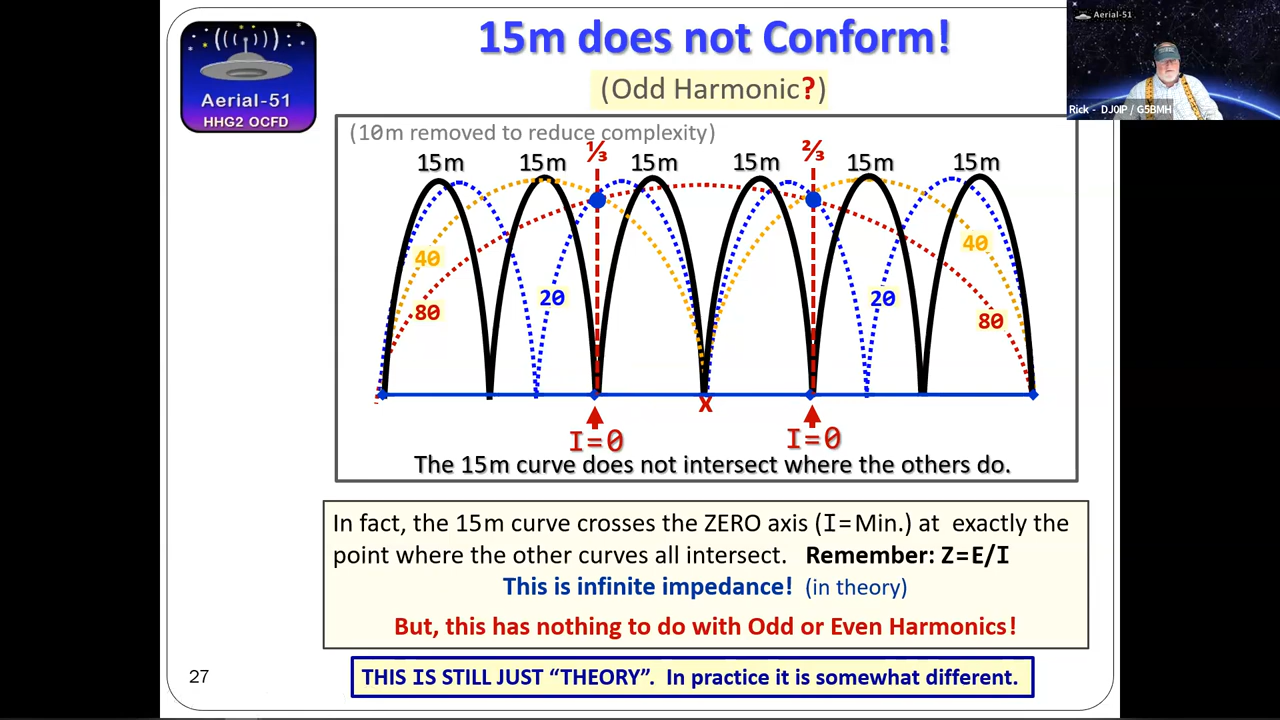 15m does not Conform!
(Odd Harmonic?)
Aerial-51
HHG2 OCFD
Aerial-51
Rick - DJ0IP / G5BMH
(10m removed to reduce complexity)
⅓ ⅔
15m 15m 15m 15m 15m 15m
40 40
20 20
80 80
X
I=0 I=0
The 15m curve does not intersect where the others do.
In fact, the 15m curve crosses the ZERO axis (I=Min.) at exactly the
point where the other curves all intersect. Remember: Z=E/I
This is infinite impedance! (in theory)
But, this has nothing to do with Odd or Even Harmonics!
27
THIS IS STILL JUST “THEORY”. In practice it is somewhat different.